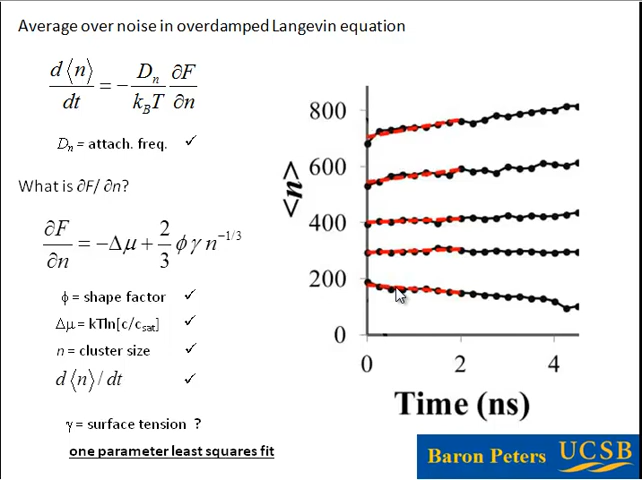 Average over noise in overdamped Langevin equation
d⟨n⟩/dt = − D_n/k_BT ∂F/∂n
D_n = attach. freq. ✓
What is ∂F/ ∂n?
∂F/∂n = −Δμ + 2/3 ϕ γ n^−1/3
ϕ = shape factor ✓
Δμ = kTln[c/c_sat] ✓
n = cluster size ✓
d⟨n⟩/dt ✓
γ = surface tension ?
one parameter least squares fit
<n>
800
600
400
200
0
0 2 4
Time (ns)
Baron Peters UCSB